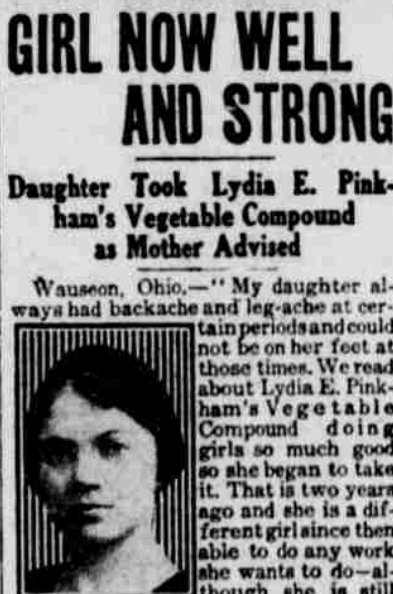 GIRL NOW WELL
AND STRONG
Daughter Took Lydia E. Pink-
ham's Vegetable Compound
as Mother Advised
Wauseon, Ohio.—"My daughter al-
ways had backache and leg-ache at cer-
tain periods and could
not be on her feet at
those times. We read
about Lydia E. Pink-
ham's Vegetable
Compound doing
girls so much good
so she began to take
it. That is two years
ago and she is a dif-
ferent girl since then
able to do any work
she wants to do—al-
though she is still